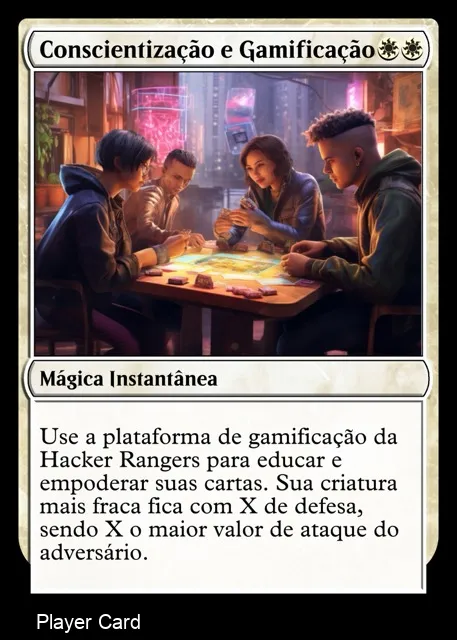 Conscientização e Gamificação
Mágica Instantânea
Use a plataforma de gamificação da
Hacker Rangers para educar e
empoderar suas cartas. Sua criatura
mais fraca fica com X de defesa,
sendo X o maior valor de ataque do
adversário.
Player Card